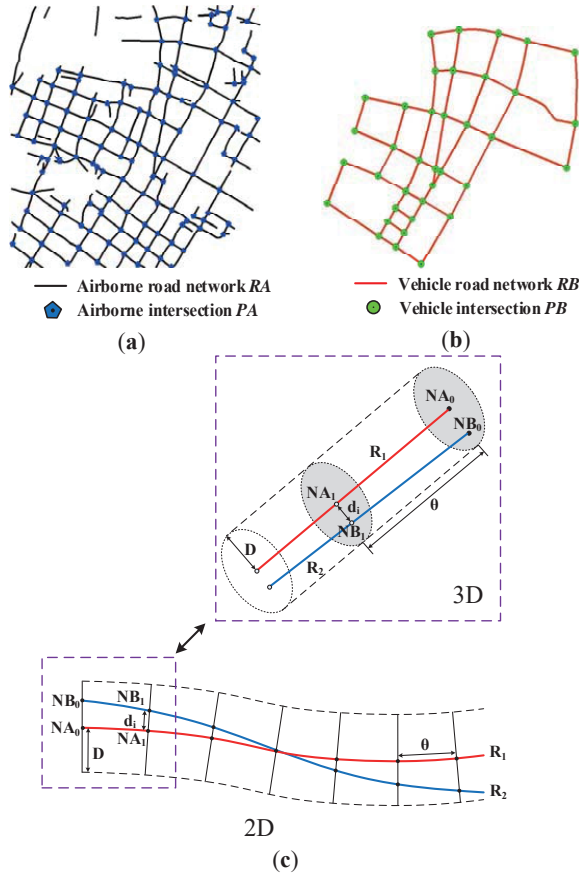 Airborne road network RA
Airborne intersection PA
(a)
Vehicle road network RB
Vehicle intersection PB
(b)
NA0
NB0
R1
NA1
di
NB1
θ
D
R2
3D
NB0
NB1
NA0
di
NA1
D
θ
R1
R2
2D
(c)